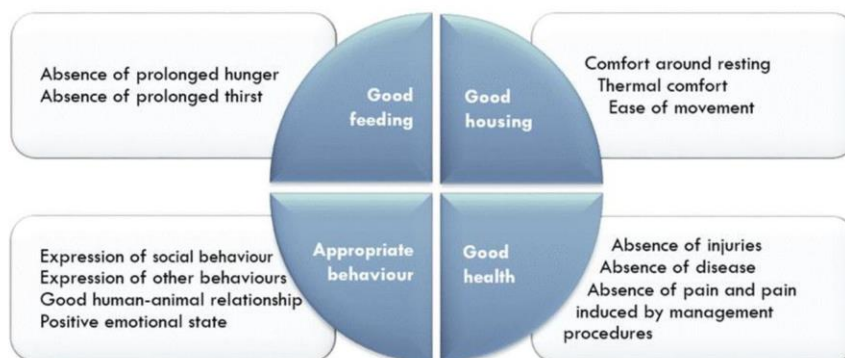 Absence of prolonged hunger
Absence of prolonged thirst
Good
feeding
Good
housing
Comfort around resting
Thermal comfort
Ease of movement
Expression of social behaviour
Expression of other behaviours
Good human-animal relationship
Positive emotional state
Appropriate
behaviour
Good
health
Absence of injuries
Absence of disease
Absence of pain and pain
induced by management
procedures